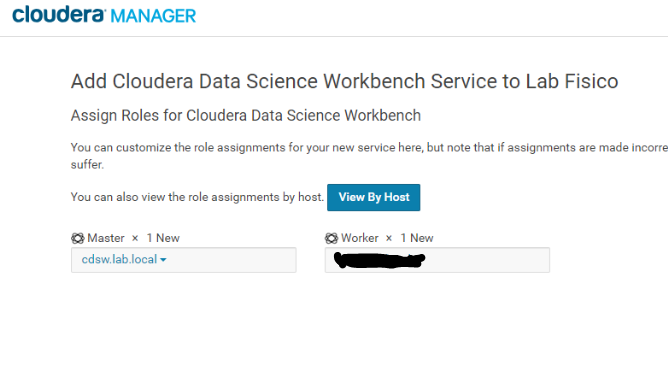 cloudera MANAGER
Add Cloudera Data Science Workbench Service to Lab Fisico
Assign Roles for Cloudera Data Science Workbench
You can customize the role assignments for your new service here, but note that if assignments are made incorre
suffer.
You can also view the role assignments by host. View By Host
Master × 1 New Worker × 1 New
cdsw.lab.local